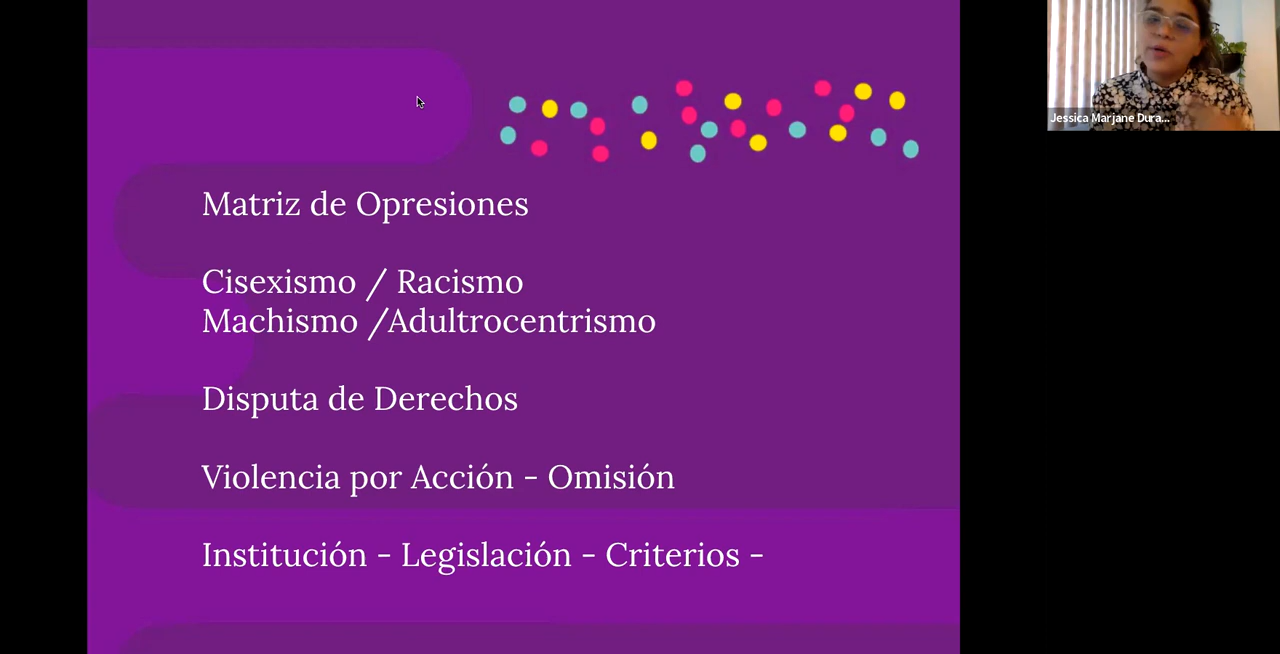 Matriz de Opresiones
Cisexismo / Racismo
Machismo /Adultrocentrismo
Disputa de Derechos
Violencia por Acción - Omisión
Institución - Legislación - Criterios -
Jessica Marjane Dura...